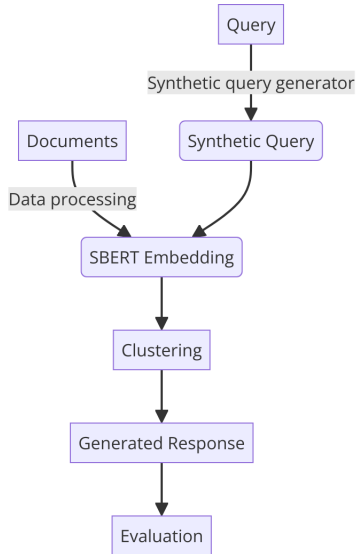 Query
Synthetic query generator
Documents
Synthetic Query
Data processing
SBERT Embedding
Clustering
Generated Response
Evaluation